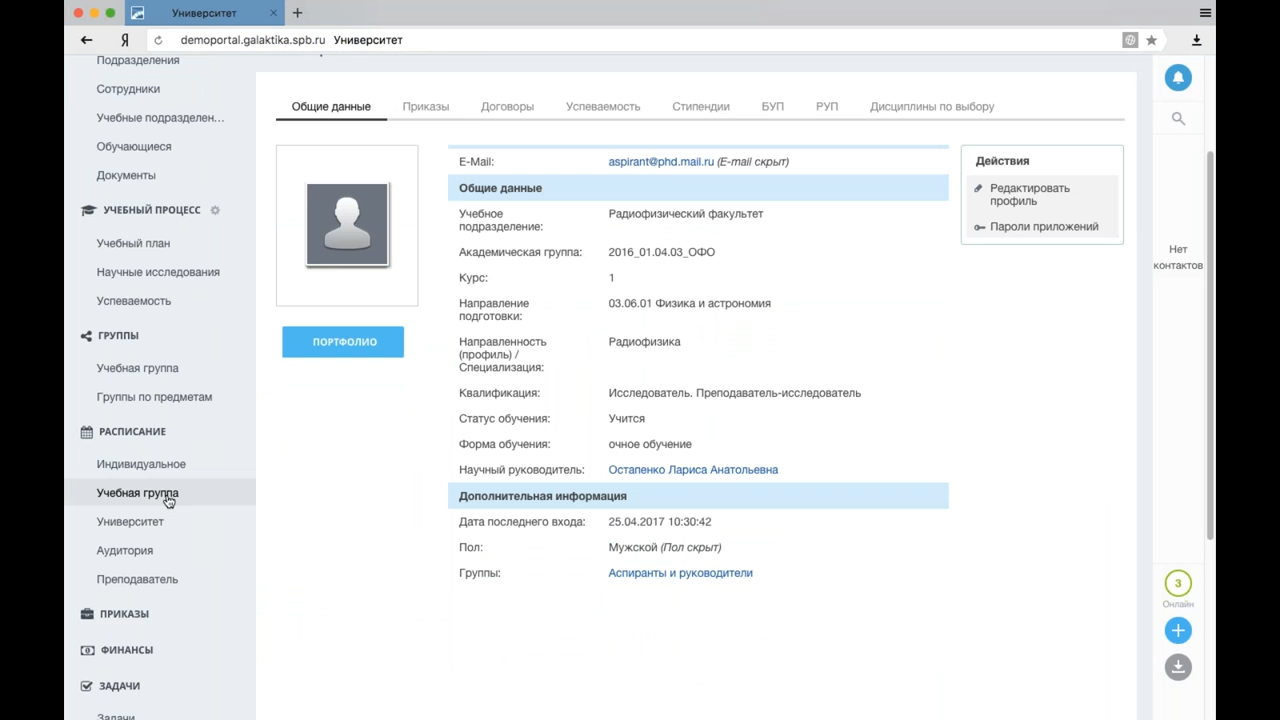 Университет
demoportal.galaktika.spb.ru Университет
Подразделения
Сотрудники
Учебные подразделен...
Обучающиеся
Документы
УЧЕБНЫЙ ПРОЦЕСС
Учебный план
Научные исследования
Успеваемость
ГРУППЫ
Учебная группа
Группы по предметам
РАСПИСАНИЕ
Индивидуальное
Учебная группа
Университет
Аудитория
Преподаватель
ПРИКАЗЫ
ФИНАНСЫ
ЗАДАЧИ
Задачи
Общие данные Приказы Договоры Успеваемость Стипендии БУП РУП Дисциплины по выбору
ПОРТФОЛИО
E-Mail: aspirant@phd.mail.ru (E-mail скрыт)
Общие данные
Учебное подразделение: Радиофизический факультет
Академическая группа: 2016_01.04.03_ОФО
Курс: 1
Направление подготовки: 03.06.01 Физика и астрономия
Направленность (профиль) / Специализация: Радиофизика
Квалификация: Исследователь. Преподаватель-исследователь
Статус обучения: Учится
Форма обучения: очное обучение
Научный руководитель: Остапенко Лариса Анатольевна
Дополнительная информация
Дата последнего входа: 25.04.2017 10:30:42
Пол: Мужской (Пол скрыт)
Группы: Аспиранты и руководители
Действия
Редактировать
профиль
Пароли приложений
Нет
контактов
3
Онлайн